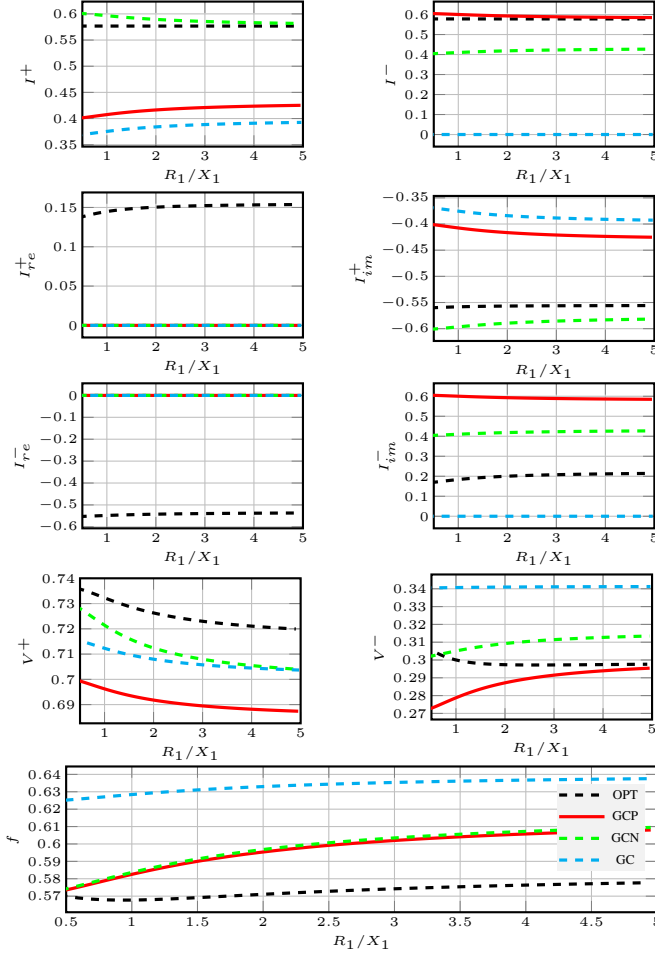 0.6
0.55
0.5
0.45
0.4
0.35
1 2 3 4 5
I+
R1/X1
0.6
0.5
0.4
0.3
0.2
0.1
0
1 2 3 4 5
I−
R1/X1
0.15
0.1
0.05
0
1 2 3 4 5
I+re
R1/X1
−0.35
−0.4
−0.45
−0.5
−0.55
−0.6
1 2 3 4 5
I+im
R1/X1
0
−0.1
−0.2
−0.3
−0.4
−0.5
−0.6
1 2 3 4 5
I−re
R1/X1
0.6
0.5
0.4
0.3
0.2
0.1
0
1 2 3 4 5
I−im
R1/X1
0.74
0.73
0.72
0.71
0.7
0.69
1 2 3 4 5
V+
R1/X1
0.34
0.33
0.31
0.3
0.29
0.28
0.27
1 2 3 4 5
V−
R1/X1
0.64
0.63
0.61
0.6
0.59
0.58
0.57
0.5 1 1.5 2 2.5 3 3.5 4 4.5 5
f
R1/X1
OPT
GCP
GCN
GC